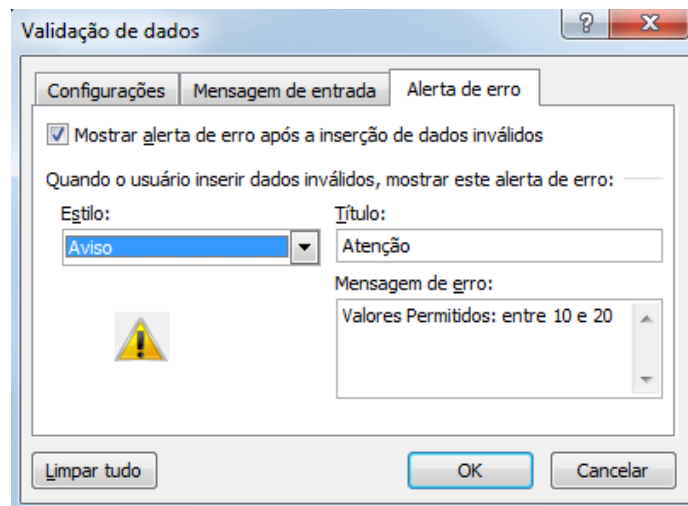 Validação de dados
Configurações Mensagem de entrada Alerta de erro
Mostrar alerta de erro após a inserção de dados inválidos
Quando o usuário inserir dados inválidos, mostrar este alerta de erro:
Estilo: Título:
Aviso Atenção
Mensagem de erro:
Valores Permitidos: entre 10 e 20
Limpar tudo OK Cancelar